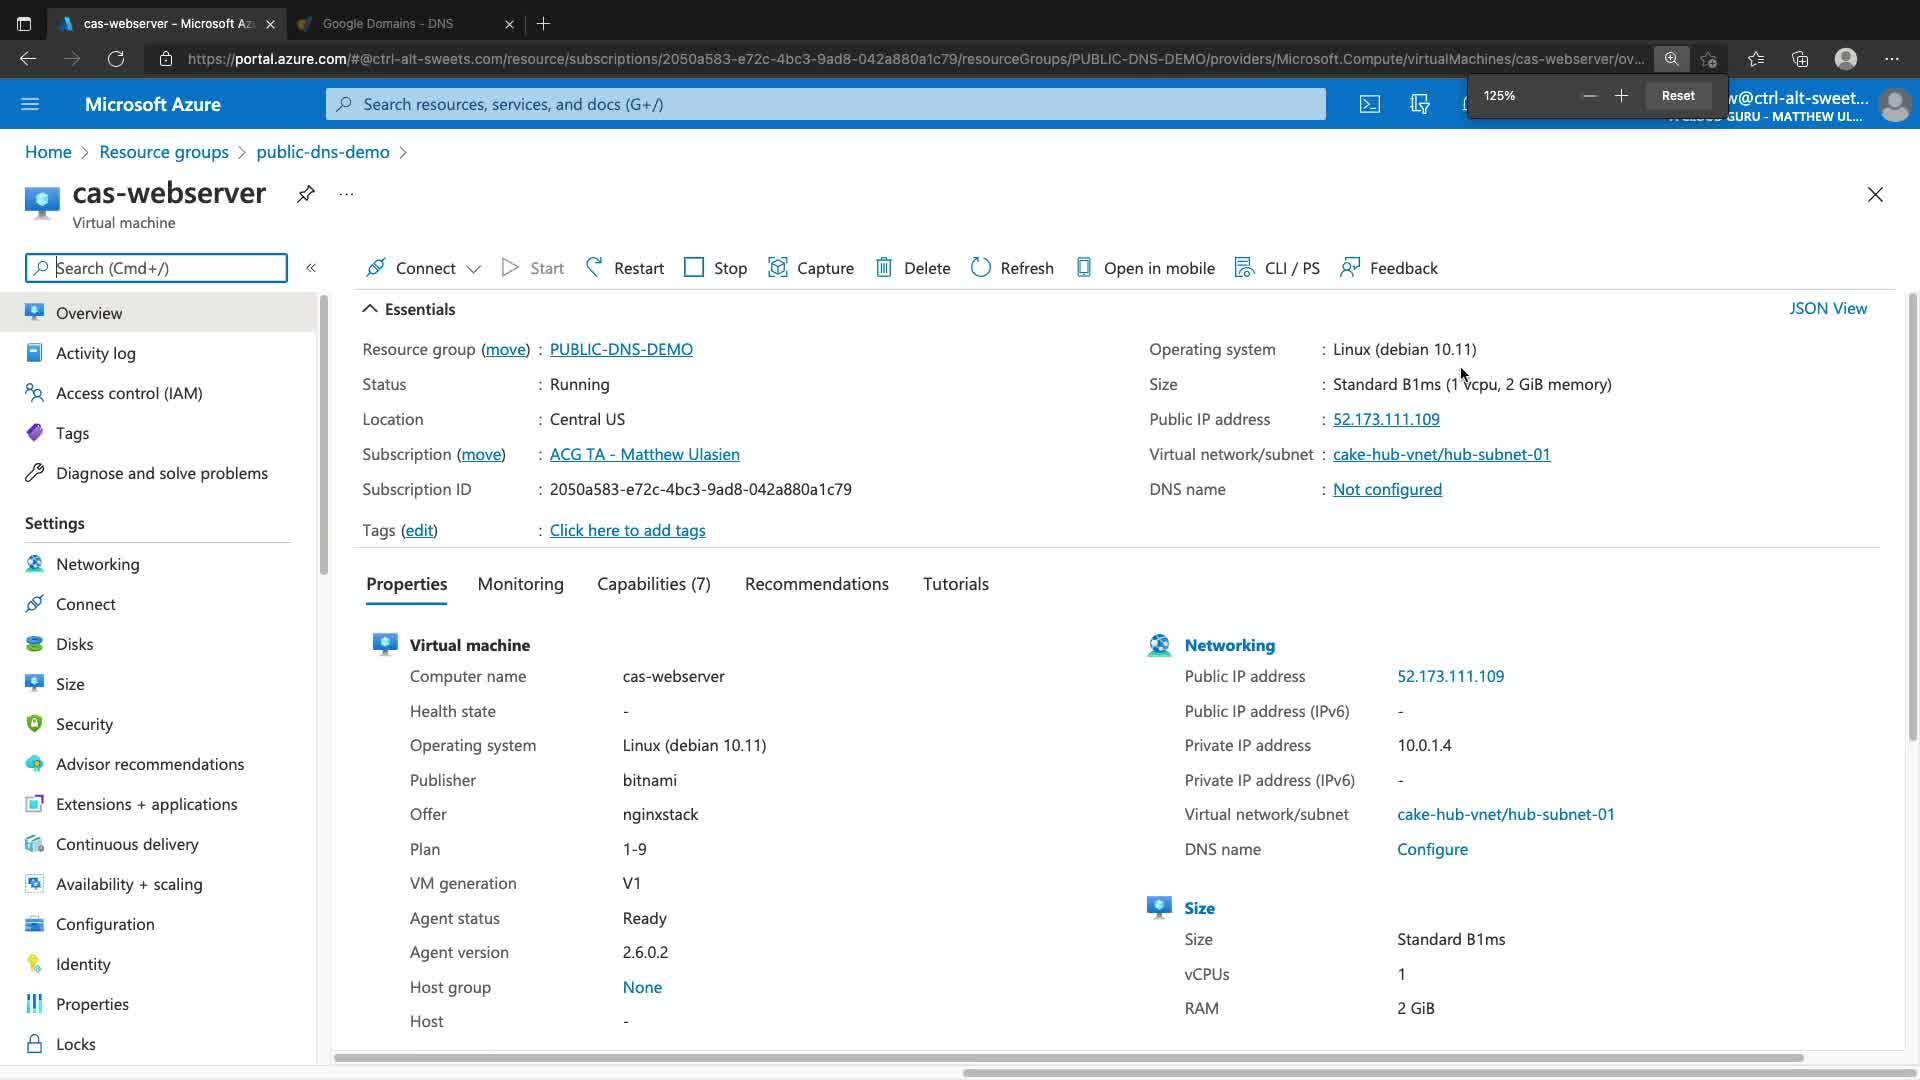 cas-webserver - Microsoft Az
Google Domains - DNS
https://portal.azure.com/#@ctrl-alt-sweets.com/resource/subscriptions/2050a583-e72c-4bc3-9ad8-042a880a1c79/resourceGroups/PUBLIC-DNS-DEMO/providers/Microsoft.Compute/virtualMachines/cas-webserver/ov...
125%
Reset
Microsoft Azure
Search resources, services, and docs (G+/)
w@ctrl-alt-sweet...
GURU - MATTHEW UL...
Home > Resource groups > public-dns-demo >
cas-webserver
...
Virtual machine
Search (Cmd+/)
«
Connect
Start
Restart
Stop
Capture
Delete
Refresh
Open in mobile
CLI / PS
Feedback
Overview
Activity log
Access control (IAM)
Tags
Diagnose and solve problems
Settings
Networking
Connect
Disks
Size
Security
Advisor recommendations
Extensions + applications
Continuous delivery
Availability + scaling
Configuration
Identity
Properties
Locks
Essentials
JSON View
Resource group (move) : PUBLIC-DNS-DEMO
Status : Running
Location : Central US
Subscription (move) : ACG TA - Matthew Ulasien
Subscription ID : 2050a583-e72c-4bc3-9ad8-042a880a1c79
Tags (edit) : Click here to add tags
Operating system : Linux (debian 10.11)
Size : Standard B1ms (1 vcpu, 2 GiB memory)
Public IP address : 52.173.111.109
Virtual network/subnet : cake-hub-vnet/hub-subnet-01
DNS name : Not configured
Properties
Monitoring
Capabilities (7)
Recommendations
Tutorials
Virtual machine
Computer name cas-webserver
Health state -
Operating system Linux (debian 10.11)
Publisher bitnami
Offer nginxstack
Plan 1-9
VM generation V1
Agent status Ready
Agent version 2.6.0.2
Host group None
Host -
Networking
Public IP address 52.173.111.109
Public IP address (IPv6) -
Private IP address 10.0.1.4
Private IP address (IPv6) -
Virtual network/subnet cake-hub-vnet/hub-subnet-01
DNS name Configure
Size
Size Standard B1ms
vCPUs 1
RAM 2 GiB